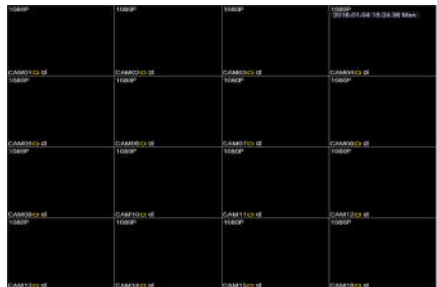 1080P 1080P 1080P 1080P
2016-01-04 15:24:36 Mon
CAM01 CAM02 CAM03 CAM04
1080P 1080P 1080P 1080P
CAM05 CAM06 CAM07 CAM08
1080P 1080P 1080P 1080P
CAM09 CAM10 CAM11 CAM12
1080P 1080P 1080P 1080P
CAM13 CAM14 CAM15 CAM16